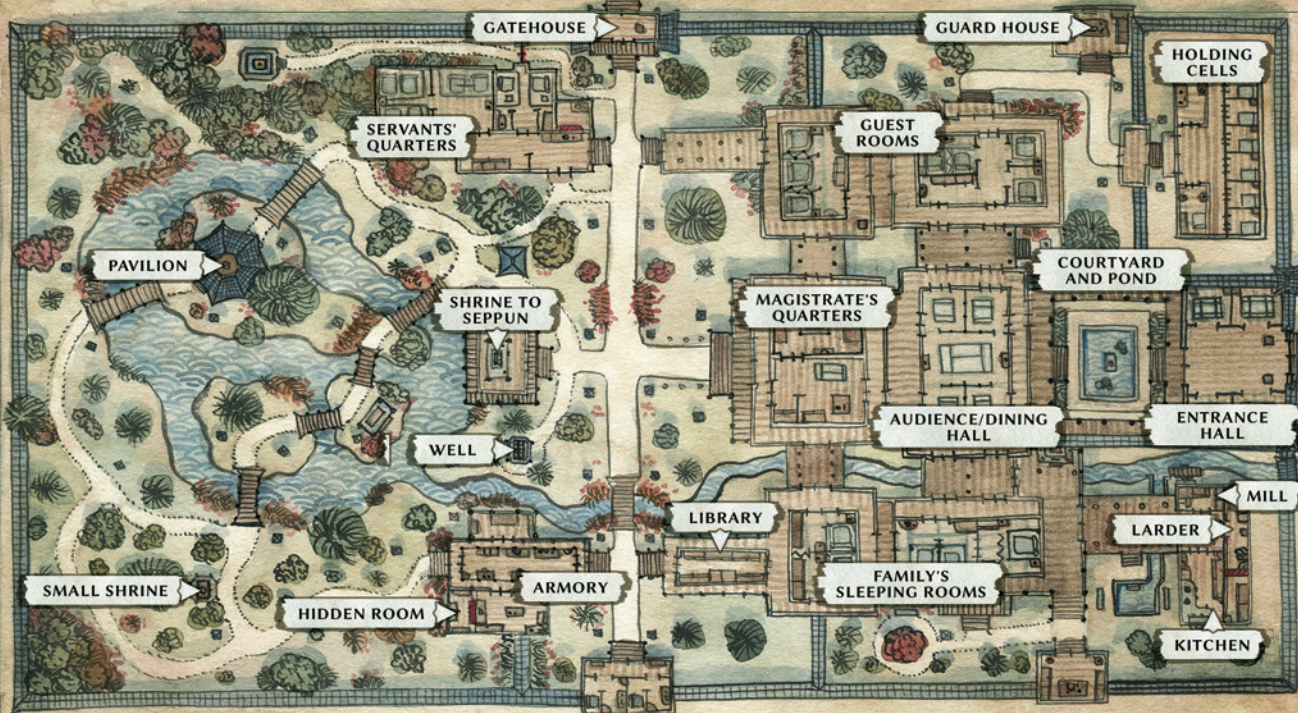 GATEHOUSE
GUARD HOUSE
HOLDING
CELLS
SERVANTS'
QUARTERS
GUEST
ROOMS
PAVILION
COURTYARD
AND POND
SHRINE TO
SEPPUN
MAGISTRATE'S
QUARTERS
AUDIENCE/DINING
HALL
ENTRANCE
HALL
WELL
MILL
LIBRARY
LARDER
SMALL SHRINE
HIDDEN ROOM
ARMORY
FAMILY'S
SLEEPING ROOMS
KITCHEN